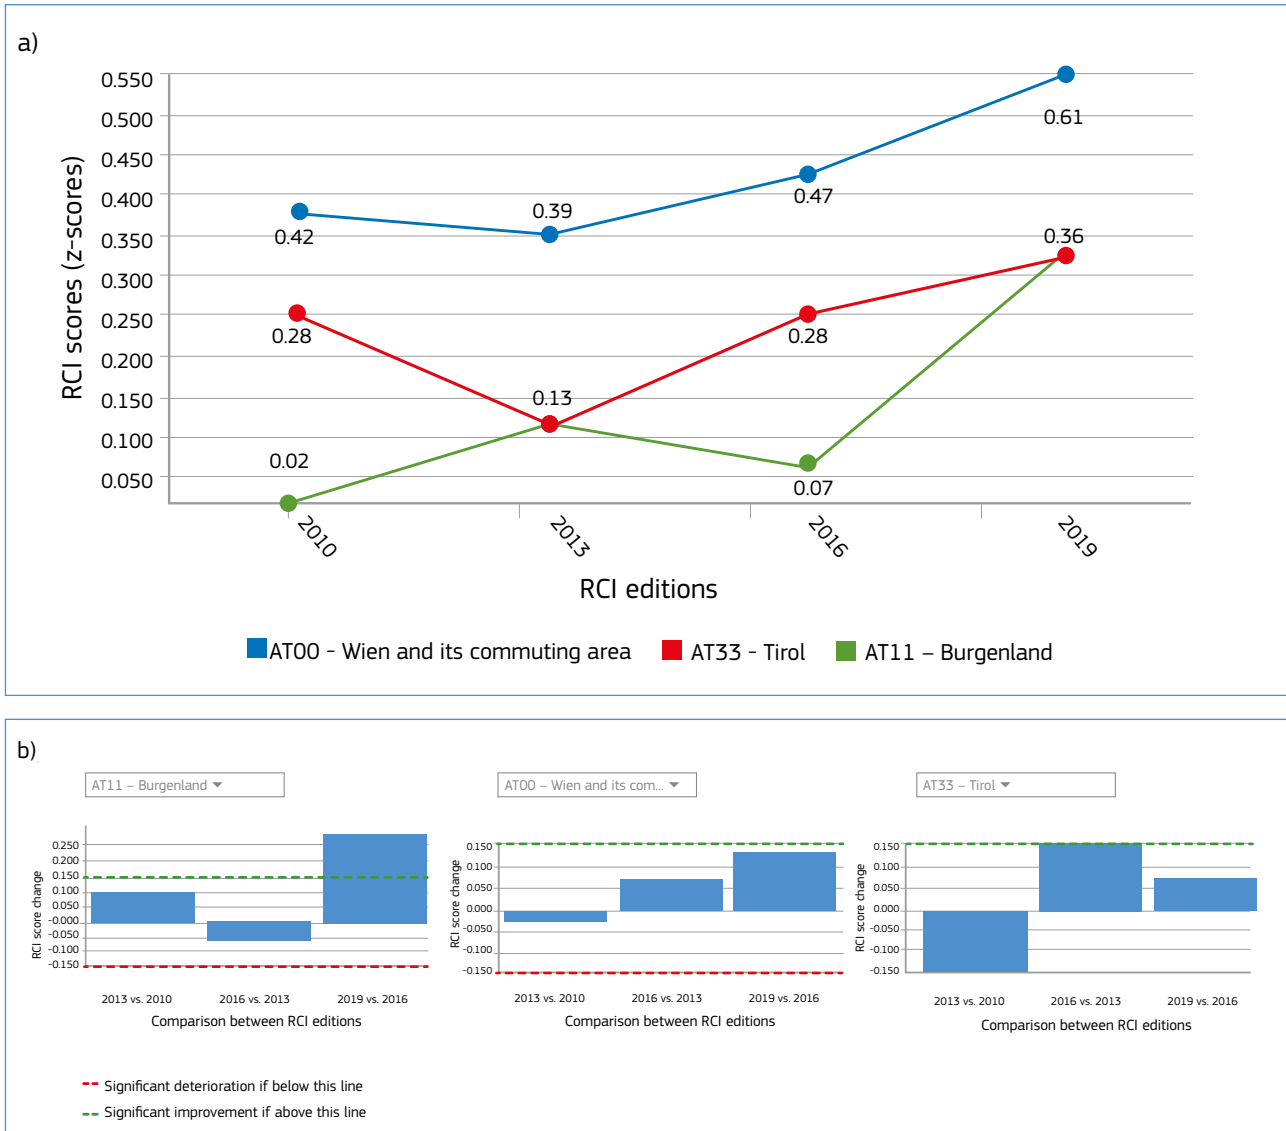 a)
0.550
0.500
0.450
0.400
0.350
0.300
0.250
0.200
0.150
0.100
0.050
RCI scores (z-scores)
0.42
0.39
0.47
0.61
0.28
0.13
0.28
0.36
0.02
0.07
2010
2013
2016
2019
RCI editions
AT00 - Wien and its commuting area
AT33 - Tirol
AT11 – Burgenland
b)
AT11 – Burgenland
RCI score change
0.250
0.200
0.150
0.100
-0.000
-0.050
-0.100
-0.150
2013 vs. 2010
2016 vs. 2013
2019 vs. 2016
Comparison between RCI editions
AT00 – Wien and its com...
RCI score change
0.150
0.100
0.050
0.000
-0.050
-0.100
-0.150
2013 vs. 2010
2016 vs. 2013
2019 vs. 2016
Comparison between RCI editions
AT33 – Tirol
RCI score change
0.150
0.100
0.050
0.000
-0.050
-0.100
-0.150
2013 vs. 2010
2016 vs. 2013
2019 vs. 2016
Comparison between RCI editions
Significant deterioration if below this line
Significant improvement if above this line